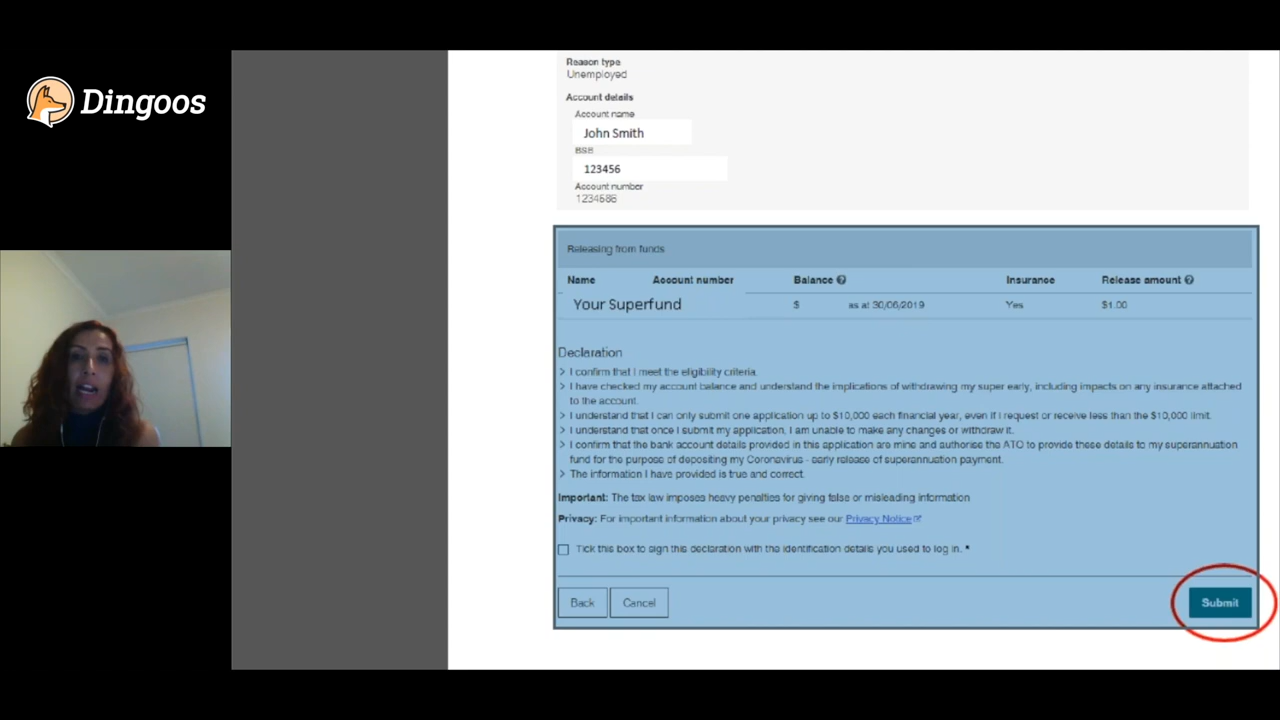 Dingoos
Reason type
Unemployed
Account details
Account name
John Smith
BSB
123456
Account number
1234586
Releasing from funds
Name Account number Balance Insurance Release amount
Your Superfund $ as at 30/06/2019 Yes $1.00
Declaration
> I confirm that I meet the eligibility criteria.
> I have checked my account balance and understand the implications of withdrawing my super early, including impacts on any insurance attached
to the account.
> I understand that I can only submit one application up to $10,000 each financial year, even if I request or receive less than the $10,000 limit.
> I understand that once I submit my application, I am unable to make any changes or withdraw it.
> I confirm that the bank account details provided in this application are mine and authorise the ATO to provide these details to my superannuation
fund for the purpose of depositing my Coronavirus - early release of superannuation payment.
> The information I have provided is true and correct.
Important: The tax law imposes heavy penalties for giving false or misleading information
Privacy: For important information about your privacy see our Privacy Notice
Tick this box to sign this declaration with the identification details you used to log in. *
Back Cancel Submit